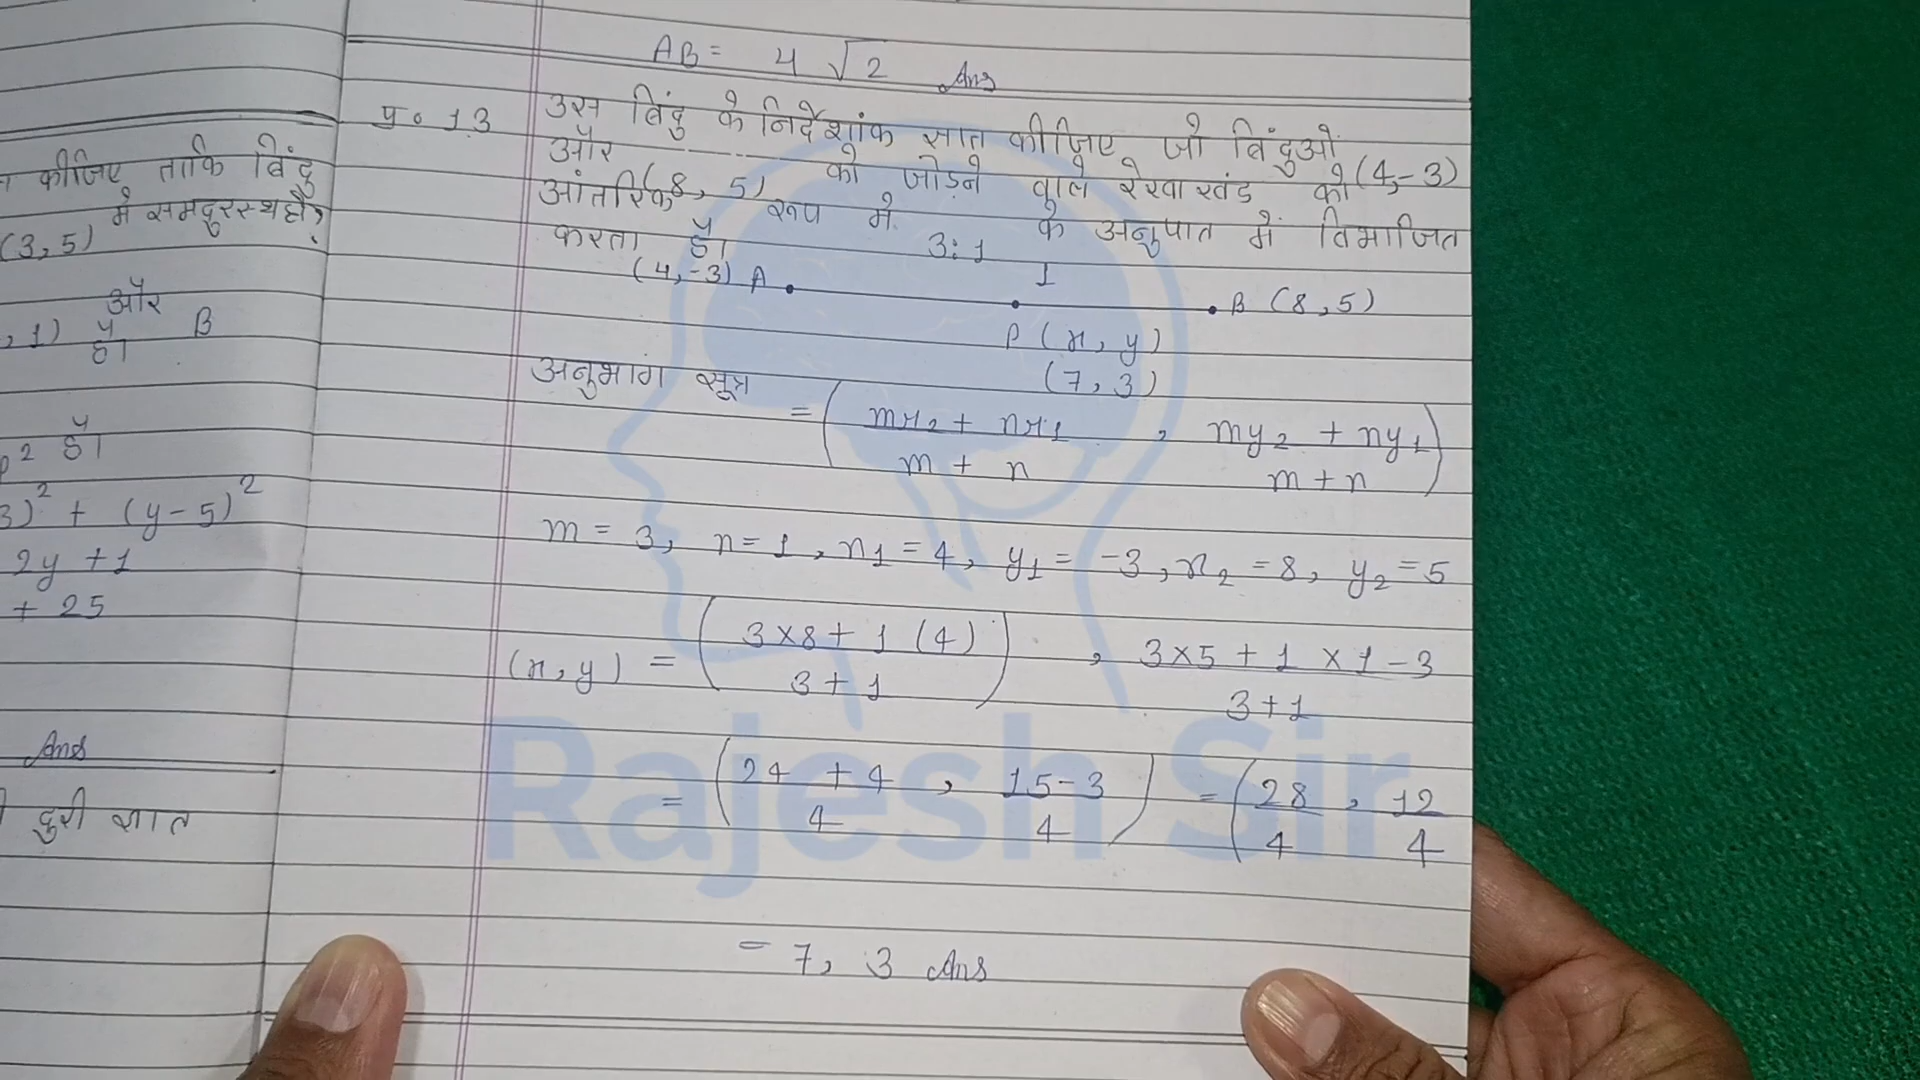 कीजिए ताकि बिंदु
में समदुरस्थ हो?
(3,5)
और
,1) है। B
2 है।
3)² + (y-5)²
2y +1
+ 25
Ans
दुरी ज्ञात
AB = 4 √2 Ans
प्र० 13 उस बिंदु के निर्देशांक ज्ञात कीजिए जो बिंदुओं (4,-3)
और (8, 5) को जोड़ने वाले रेखाखंड को
आंतरिक रूप में 3:1 के अनुपात में विभाजित
करता है।
(4,-3) A 1 B (8,5)
P (x, y)
(7, 3)
अनुभाग सूत्र
= ( mx₂ + nx₁ / m + n , my₂ + ny₁ / m+n )
m = 3, n=1, x₁ = 4, y₁ = -3, x₂ = 8, y₂ = 5
(x,y) = ( 3×8 + 1 (4) / 3 + 1 ) , 3×5 + 1 × 1 - 3 / 3+1
= ( 24 + 4 / 4 , 15-3 / 4 ) = ( 28 / 4 , 12 / 4
= 7, 3 Ans
Rajesh Sir